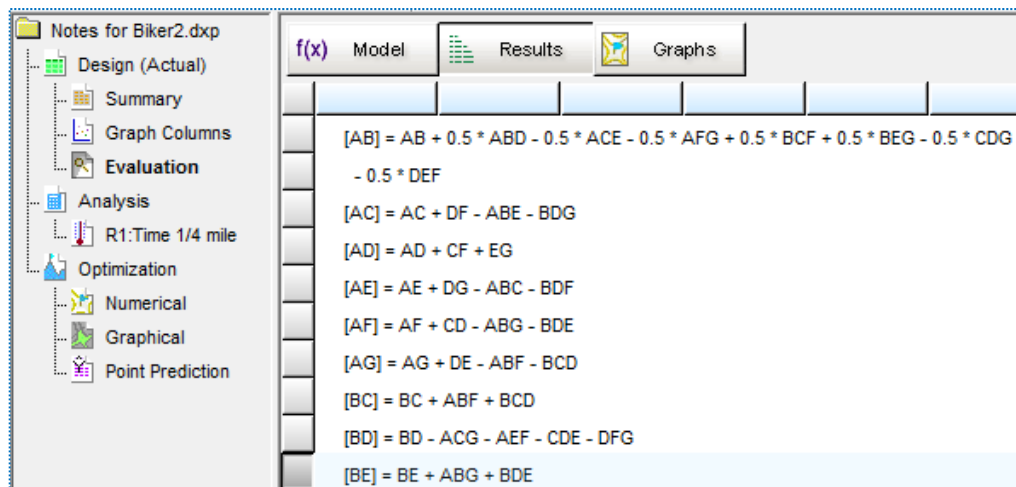 Notes for Biker2.dxp
Design (Actual)
Summary
Graph Columns
Evaluation
Analysis
R1:Time 1/4 mile
Optimization
Numerical
Graphical
Point Prediction
f(x) Model Results Graphs
[AB] = AB + 0.5 * ABD - 0.5 * ACE - 0.5 * AFG + 0.5 * BCF + 0.5 * BEG - 0.5 * CDG
- 0.5 * DEF
[AC] = AC + DF - ABE - BDG
[AD] = AD + CF + EG
[AE] = AE + DG - ABC - BDF
[AF] = AF + CD - ABG - BDE
[AG] = AG + DE - ABF - BCD
[BC] = BC + ABF + BCD
[BD] = BD - ACG - AEF - CDE - DFG
[BE] = BE + ABG + BDE